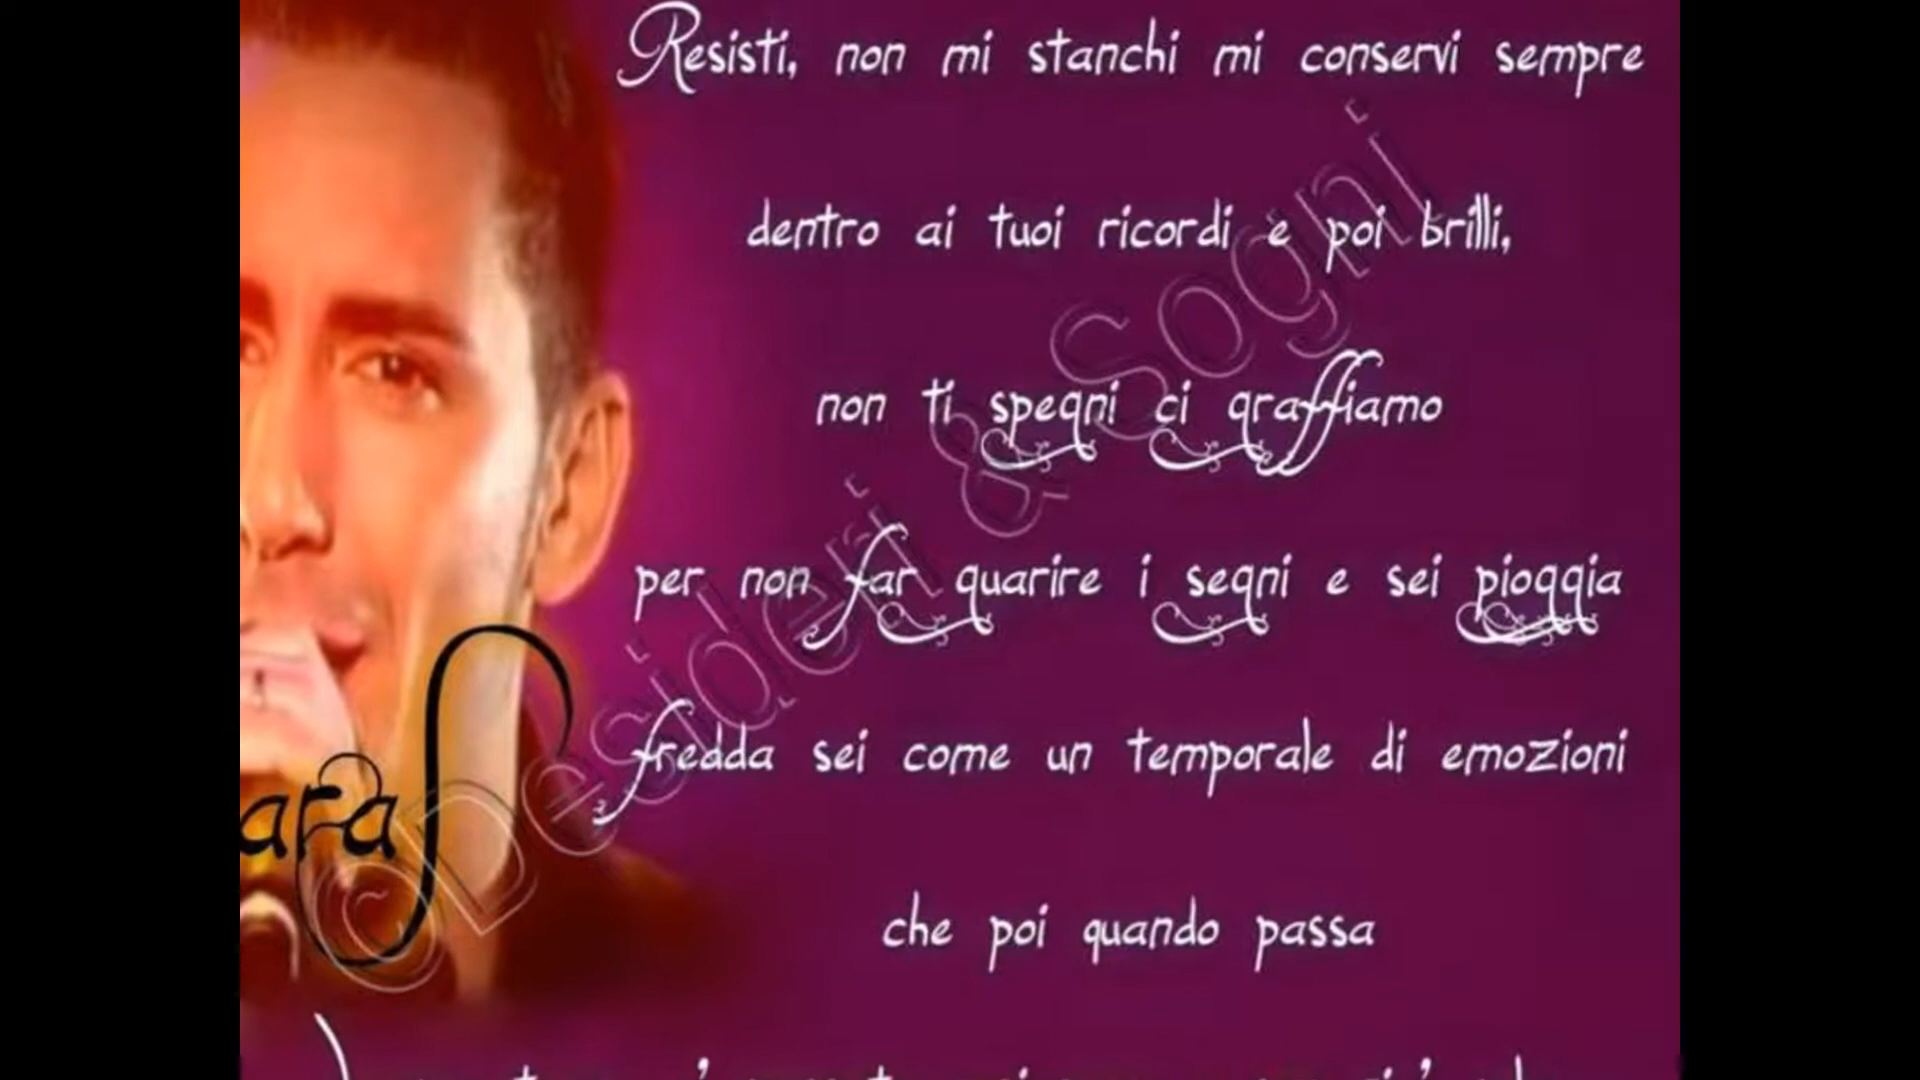 Resisti, non mi stanchi mi conservi sempre
dentro ai tuoi ricordi e poi brilli,
non ti spegni ci graffiamo
per non far guarire i segni e sei pioggia
fredda sei come un temporale di emozioni
che poi quando passa
©Desideri & Sogni